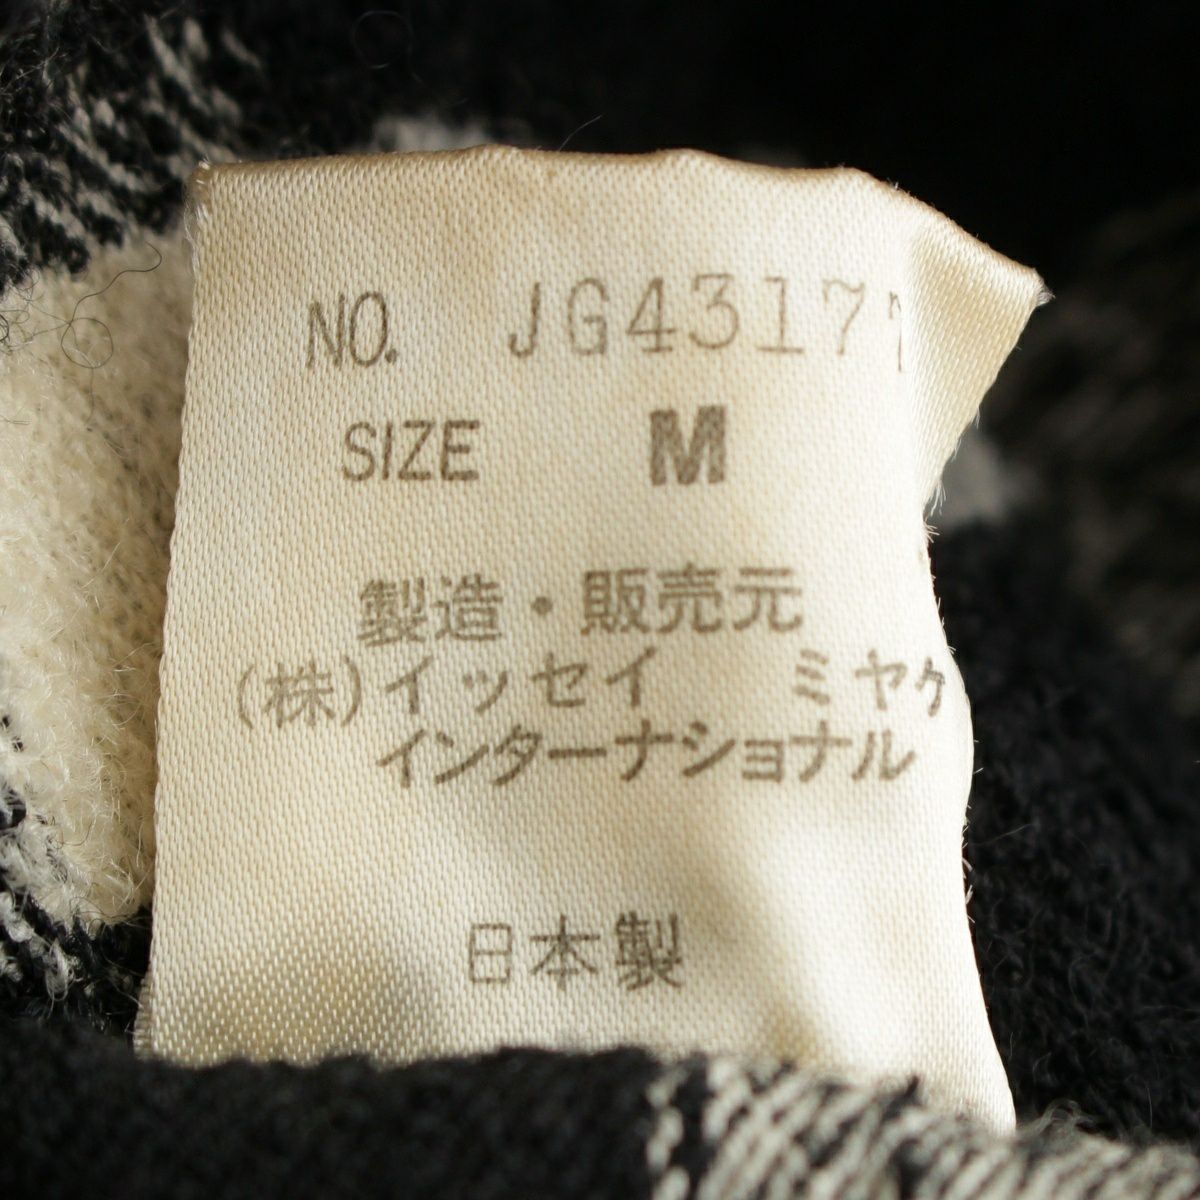 NO. JG43177
SIZE M
製造・販売元
(株)イッセイ ミヤケ
インターナショナル
日本製